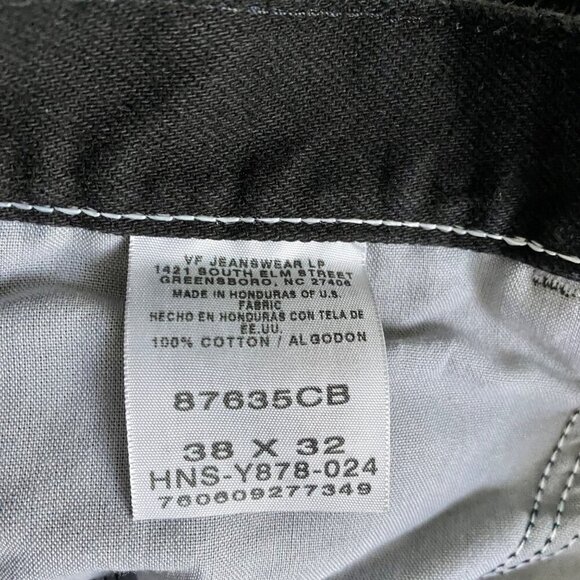 VF JEANSWEAR LP
1421 SOUTH ELM STREET
GREENSBORO, NC 27406
MADE IN HONDURAS OF U.S.
FABRIC
HECHO EN HONDURAS CON TELA DE
EE.UU.
100% COTTON / ALGODON
87635CB
38 X 32
HNS-Y878-024
760609277349